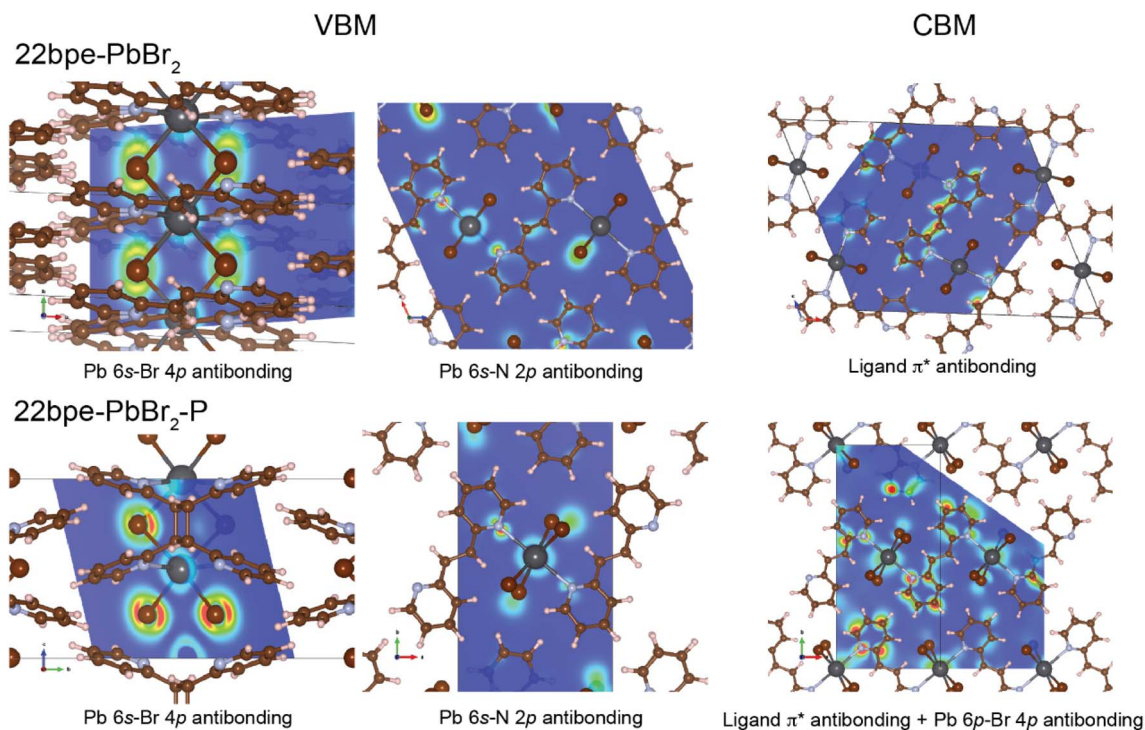 VBM
CBM
22bpe-PbBr₂
Pb 6s-Br 4p antibonding
Pb 6s-N 2p antibonding
Ligand π* antibonding
22bpe-PbBr₂-P
Pb 6s-Br 4p antibonding
Pb 6s-N 2p antibonding
Ligand π* antibonding + Pb 6p-Br 4p antibonding